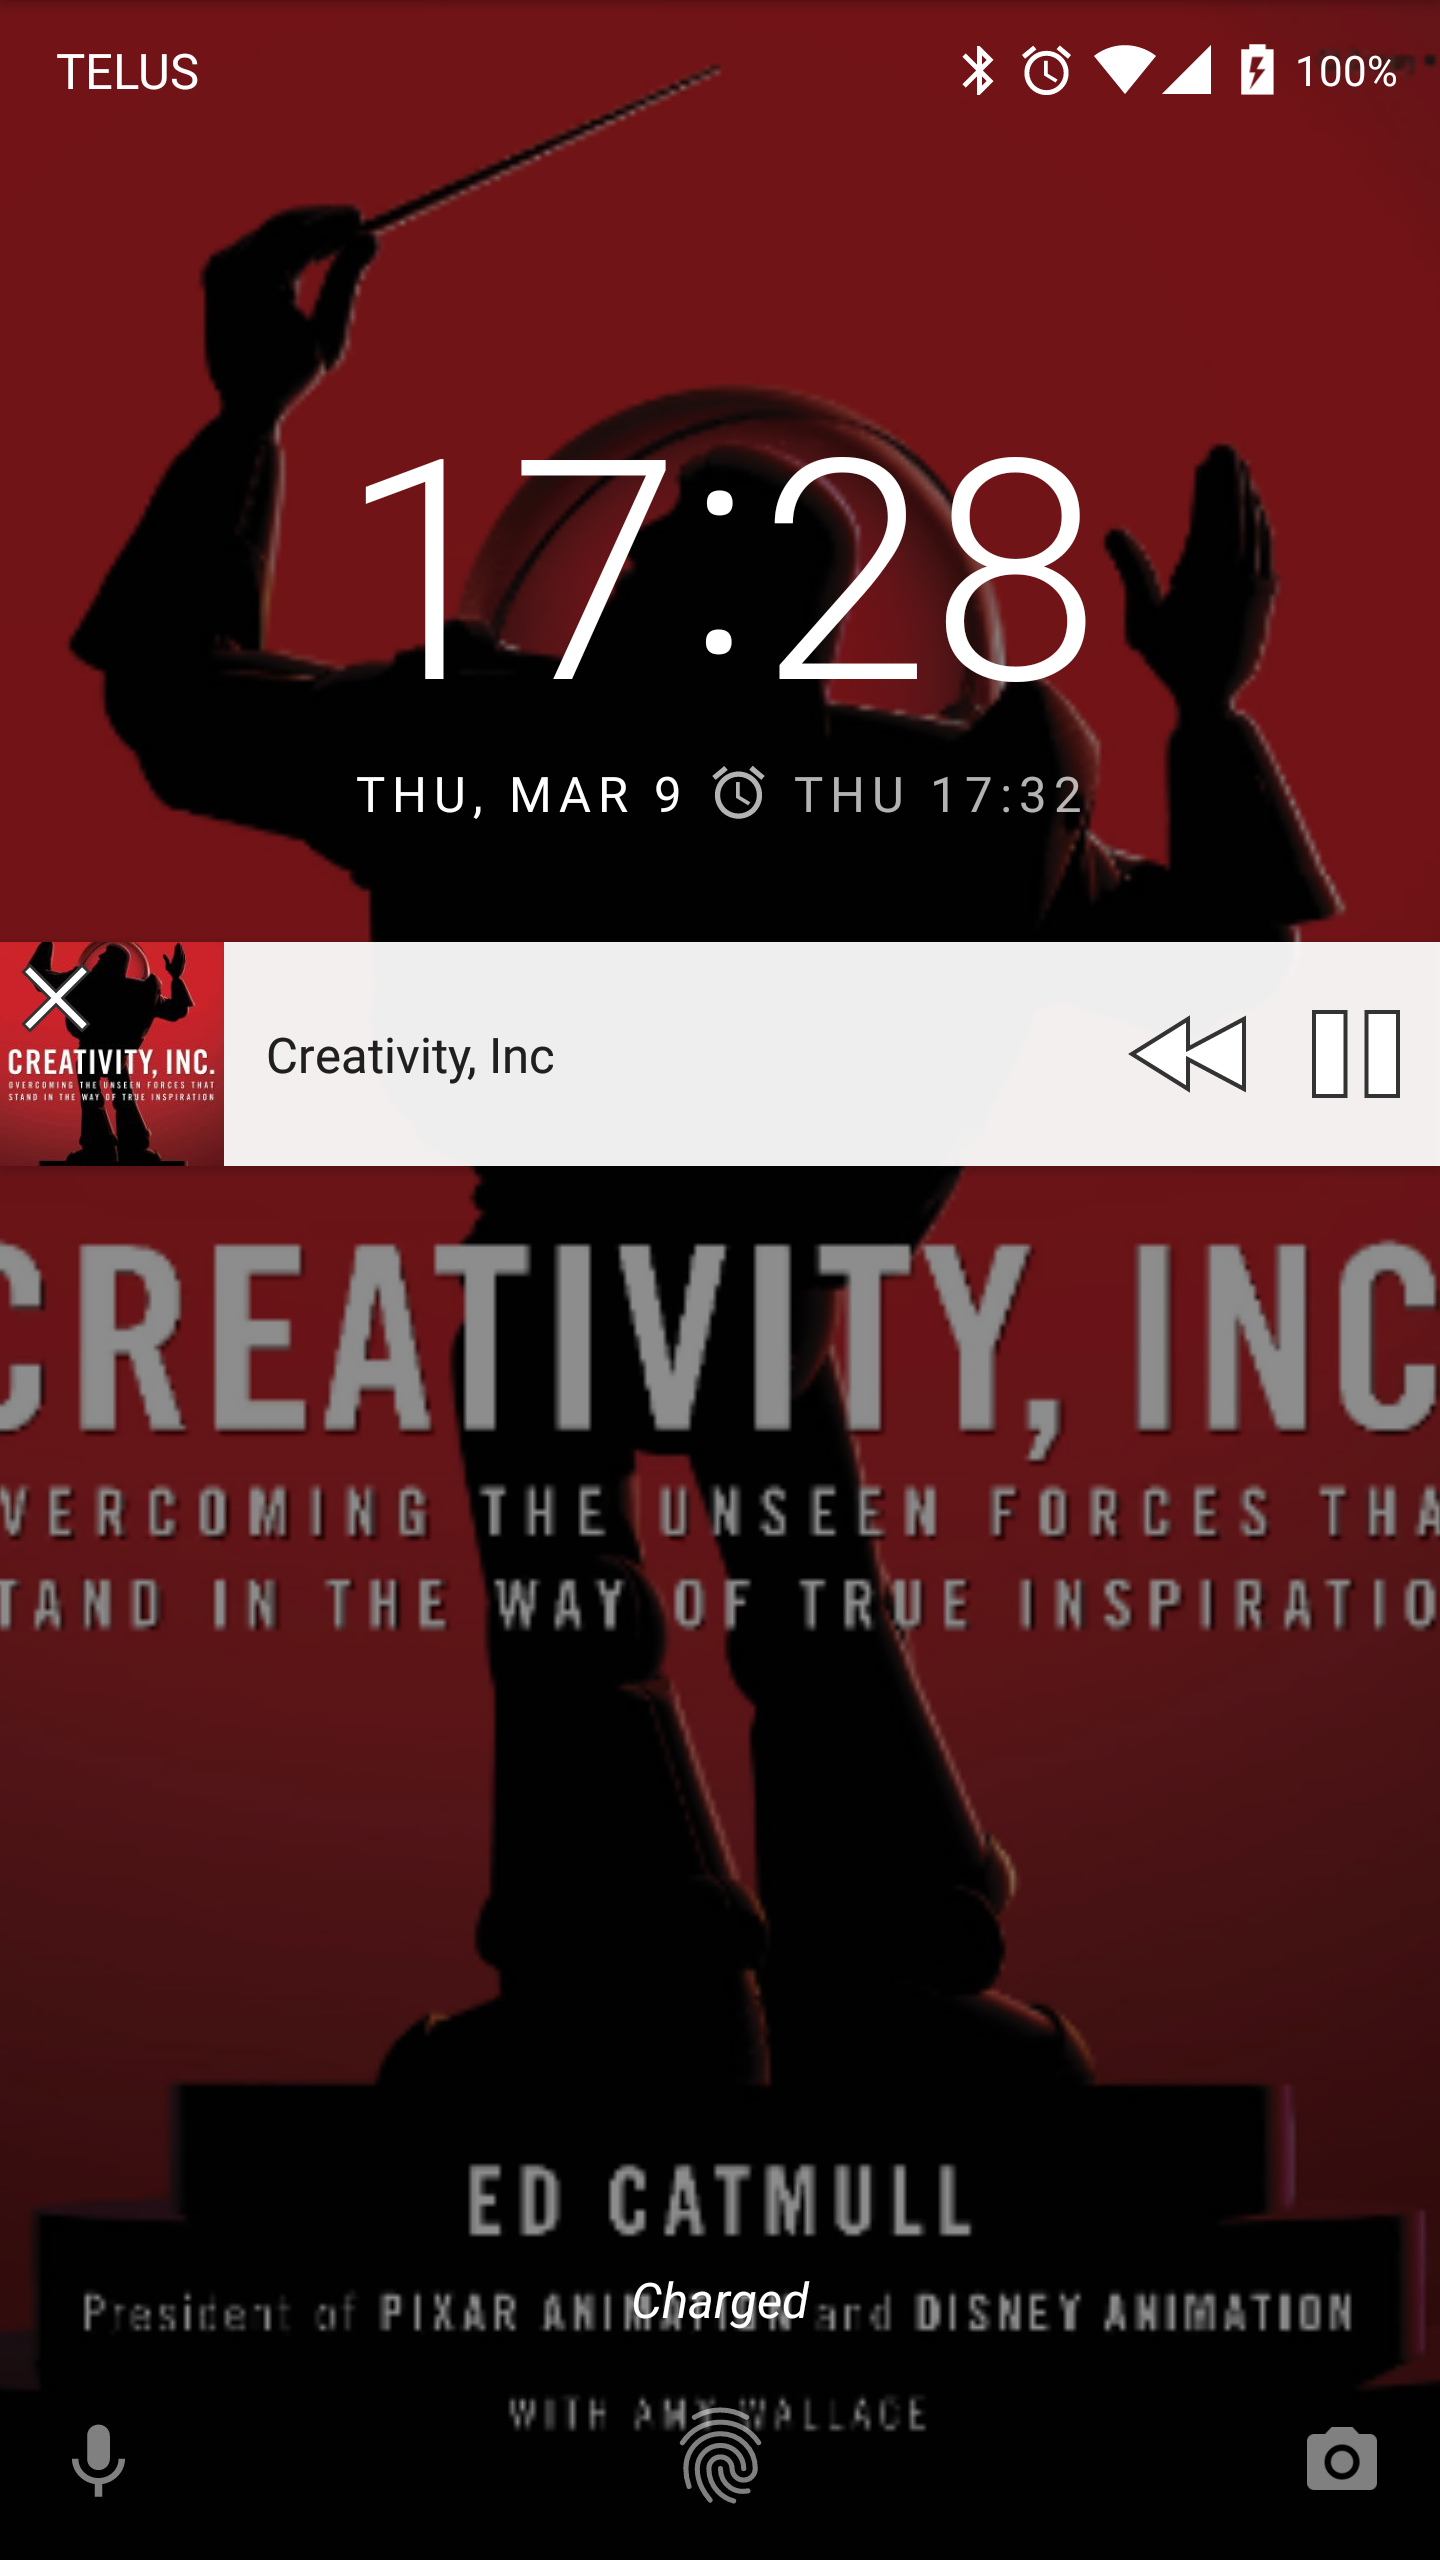 TELUS 100%
17:28
THU, MAR 9 THU 17:32
CREATIVITY, INC.
OVERCOMING THE UNSEEN FORCES THAT
STAND IN THE WAY OF TRUE INSPIRATION
Creativity, Inc
CREATIVITY, INC
VERCOMING THE UNSEEN FORCES THA
TAND IN THE WAY OF TRUE INSPIRATIO
ED CATMULL
Charged
President of PIXAR ANIMATION and DISNEY ANIMATION
WITH AMY WALLACE